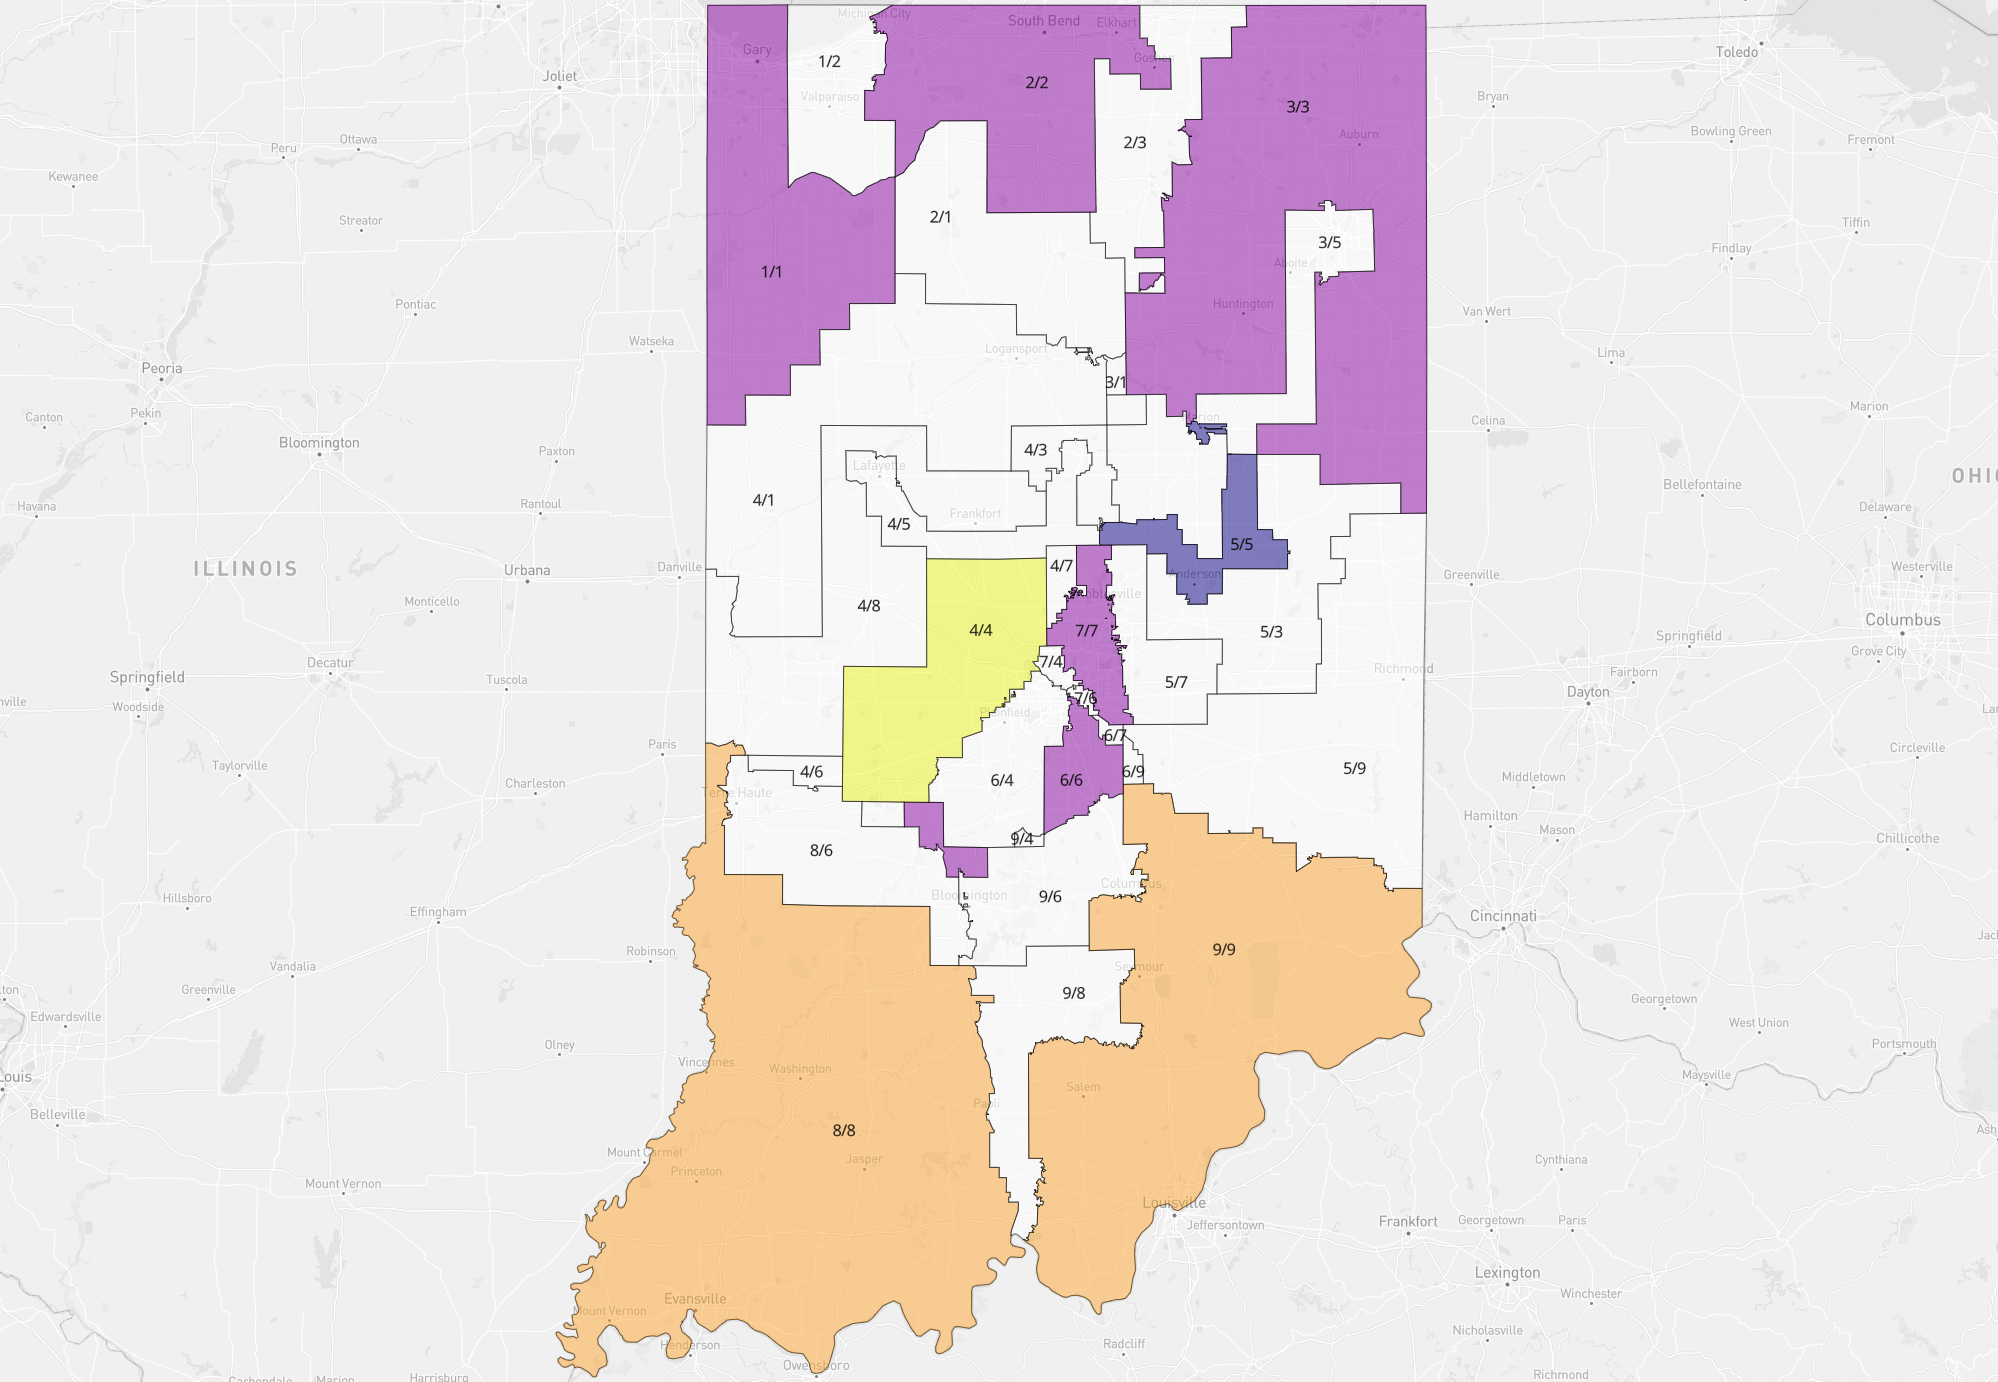 Michigan City
South Bend
Elkhart
Toledo
Gary
Goshen
1/2
Joliet
2/2
Valparaiso
Bryan
3/3
Ottawa
Auburn
Bowling Green
Fremont
Peru
2/3
Kewanee
2/1
Streator
Tiffin
3/5
Findlay
Aboite
1/1
Pontiac
Huntington
Van Wert
Watseka
Logansport
Lima
Peoria
3/1
Pekin
Canton
Marion
Celina
Bloomington
4/3
Paxton
Lafayette
OHIO
Bellefontaine
4/1
Rantoul
Havana
Delaware
Frankfort
4/5
5/5
ILLINOIS
Danville
4/7
Westerville
Urbana
Anderson
Greenville
Monticello
Noblesville
4/8
Columbus
4/4
7/7
5/3
Springfield
Grove City
Decatur
7/4
Richmond
Fairborn
Springfield
Tuscola
5/7
Dayton
7/6
Woodside
Plainfield
6/7
Paris
Circleville
Taylorville
4/6
6/4
6/6
6/9
5/9
Middletown
Charleston
Terre Haute
Hamilton
Mason
9/4
Chillicothe
8/6
Columbus
Hillsboro
Bloomington
9/6
Effingham
Cincinnati
9/9
Robinson
Vandalia
Seymour
Greenville
9/8
Georgetown
Edwardsville
West Union
Olney
Portsmouth
Vincennes
Washington
Louis
Maysville
Salem
Paoli
Belleville
8/8
Mount Carmel
Jasper
Cynthiana
Princeton
Mount Vernon
Louisville
Jeffersontown
Frankfort
Georgetown
Paris
Lexington
Evansville
Winchester
Mount Vernon
Nicholasville
Henderson
Radcliff
Owensboro
Richmond
Carbondale
Marion
Harrisburg